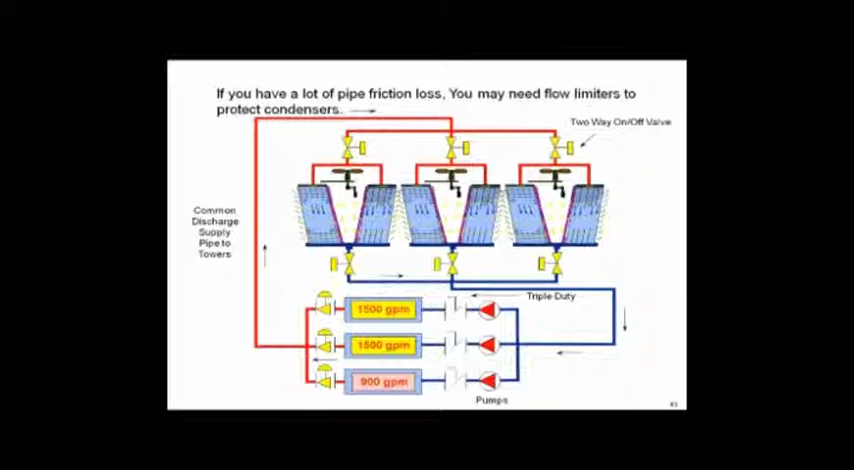 If you have a lot of pipe friction loss, You may need flow limiters to
protect condensers.
Two Way On/Off Valve
Common
Discharge
Supply
Pipe to
Towers
Triple Duty
1500 gpm
1500 gpm
900 gpm
Pumps